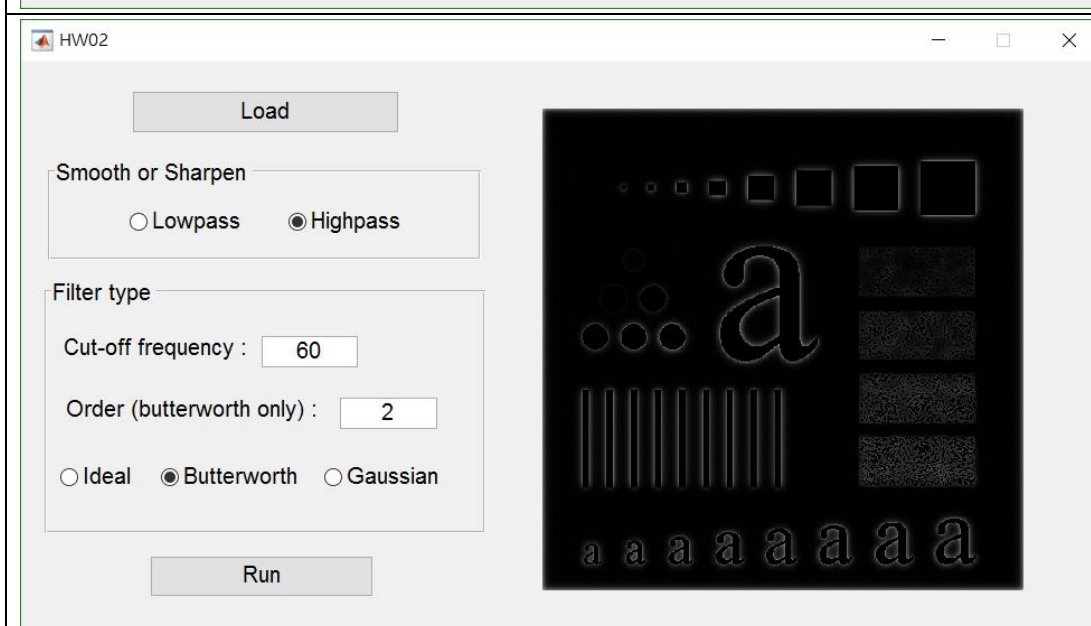 HW02
Load
Smooth or Sharpen
Lowpass Highpass
Filter type
Cut-off frequency : 60
Order (butterworth only) : 2
Ideal Butterworth Gaussian
Run
a
a a a a a a a a